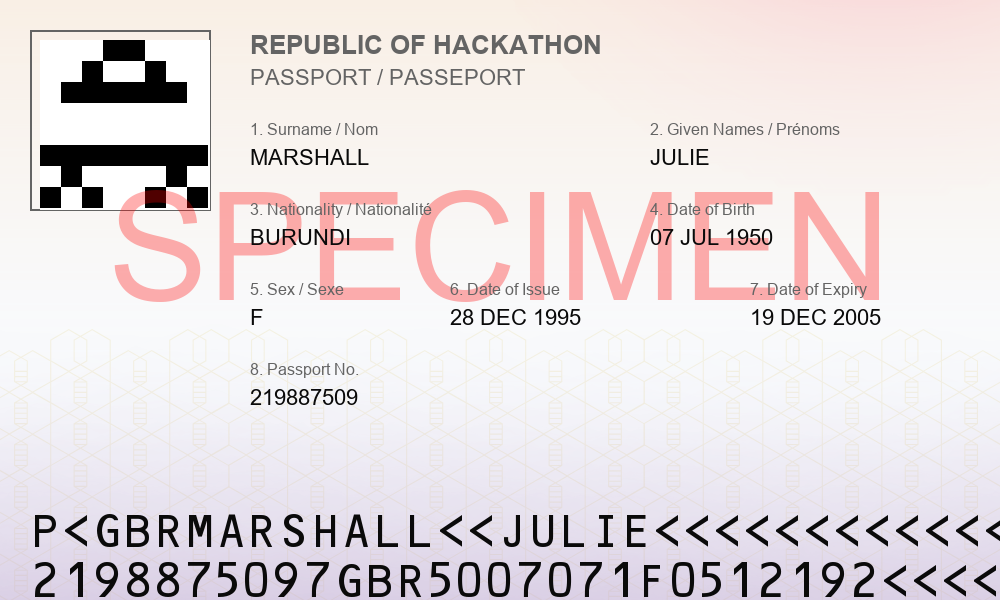 REPUBLIC OF HACKATHON
PASSPORT / PASSEPORT
1. Surname / Nom
MARSHALL
2. Given Names / Prénoms
JULIE
SPECIMEN
3. Nationality / Nationalité
BURUNDI
4. Date of Birth
07 JUL 1950
5. Sex / Sexe
F
6. Date of Issue
28 DEC 1995
7. Date of Expiry
19 DEC 2005
8. Passport No.
219887509
P<GBRMARSHALL<<JULIE<<<<<<<<<<<<
2198875097GBR5007071F0512192<<<<